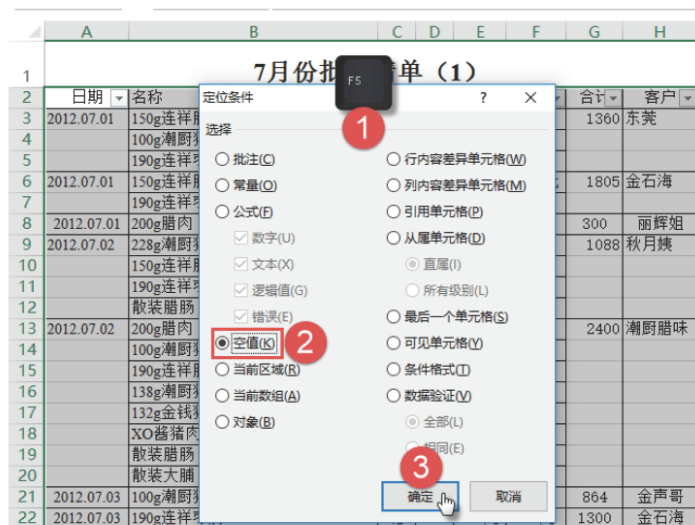 A B C D E F G H
1 7月份批 单（1）
F5
2 日期 名称 合计 客户
定位条件 ? ×
1
选择
批注(C) 行内容差异单元格(W)
常量(O) 列内容差异单元格(M)
公式(F) 引用单元格(P)
数字(U) 从属单元格(D)
文本(X) 直属(I)
逻辑值(G) 所有级别(L)
错误(E) 最后一个单元格(S)
空值(K) 2 可见单元格(Y)
当前区域(R) 条件格式(T)
当前数组(A) 数据验证(V)
对象(B) 全部(L)
相同(E)
3
确定 取消
3 2012.07.01 150g连祥 1360 东莞
4 100g潮厨
5 190g连祥
6 2012.07.01 150g连祥 1805 金石海
7 190g连祥
8 2012.07.01 200g腊肉 300 丽辉姐
9 2012.07.02 228g潮厨 1088 秋月姨
10 150g连祥
11 190g连祥
12 散装腊肠
13 2012.07.02 200g腊肉 2400 潮厨腊味
14 100g潮厨
15 190g连祥
16 138g潮厨
17 132g金钱
18 XO酱猪肉
19 散装腊肠
20 散装大脯
21 2012.07.03 100g潮厨 864 金声哥
22 2012.07.03 190g连祥 1300 金石海